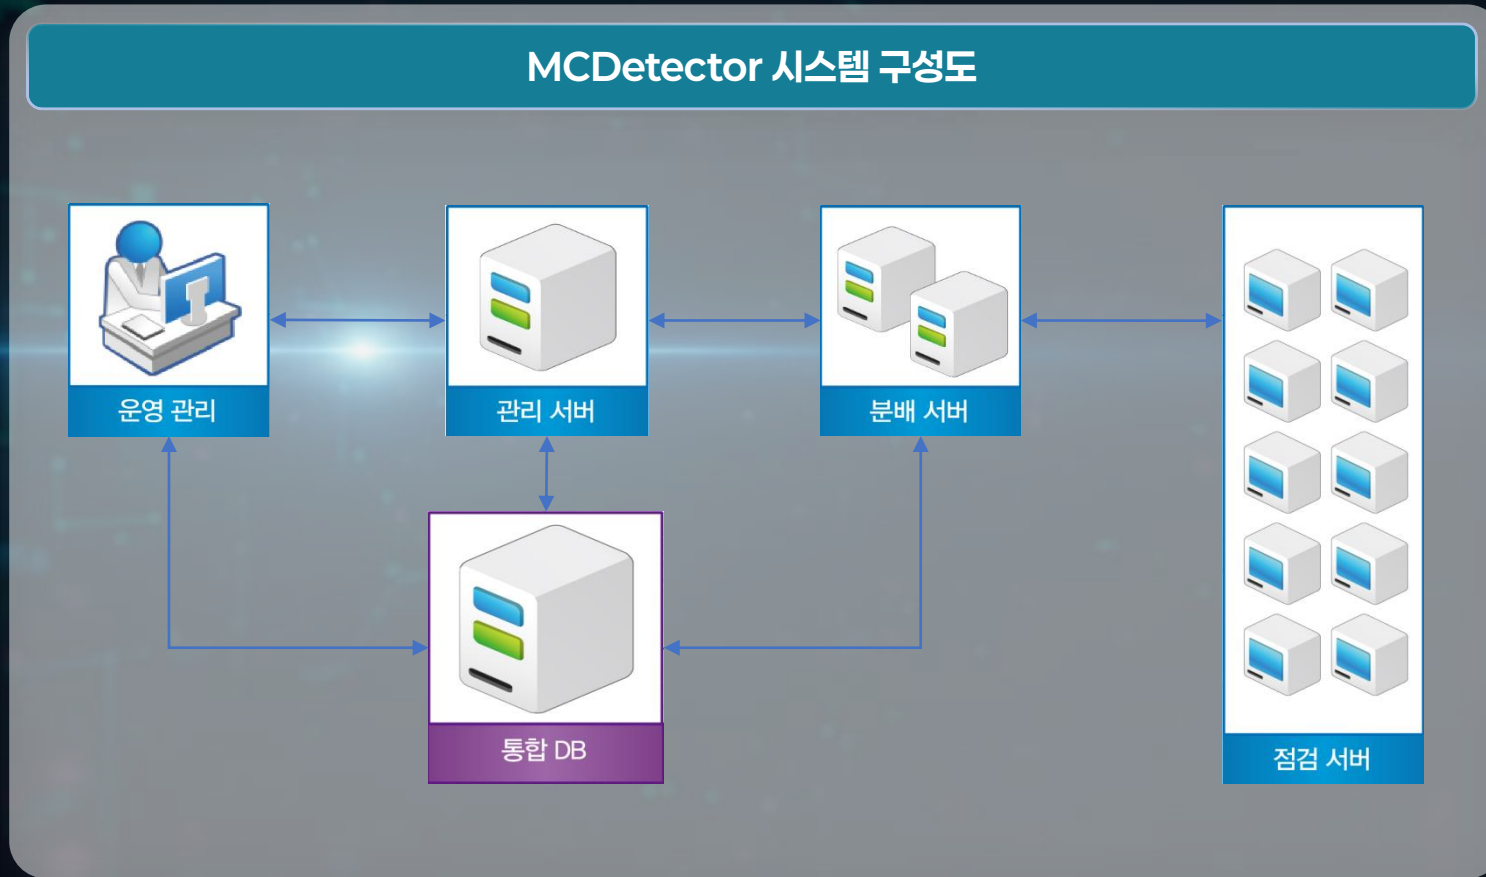 MCDetector 시스템 구성도
운영 관리
관리 서버
분배 서버
통합 DB
점검 서버